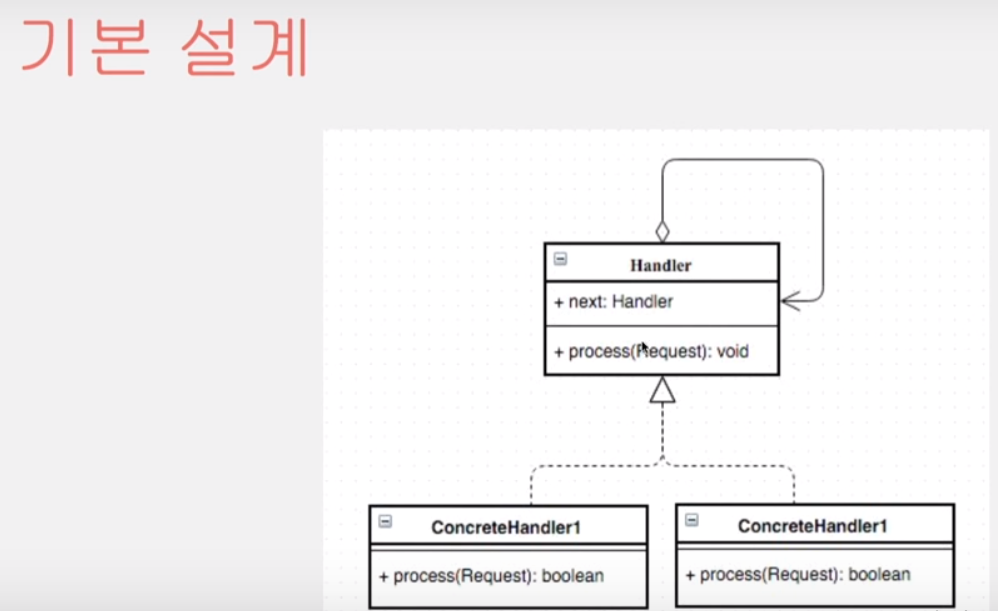 기본 설계
Handler
+ next: Handler
+ process(Request): void
ConcreteHandler1
+ process(Request): boolean
ConcreteHandler1
+ process(Request): boolean